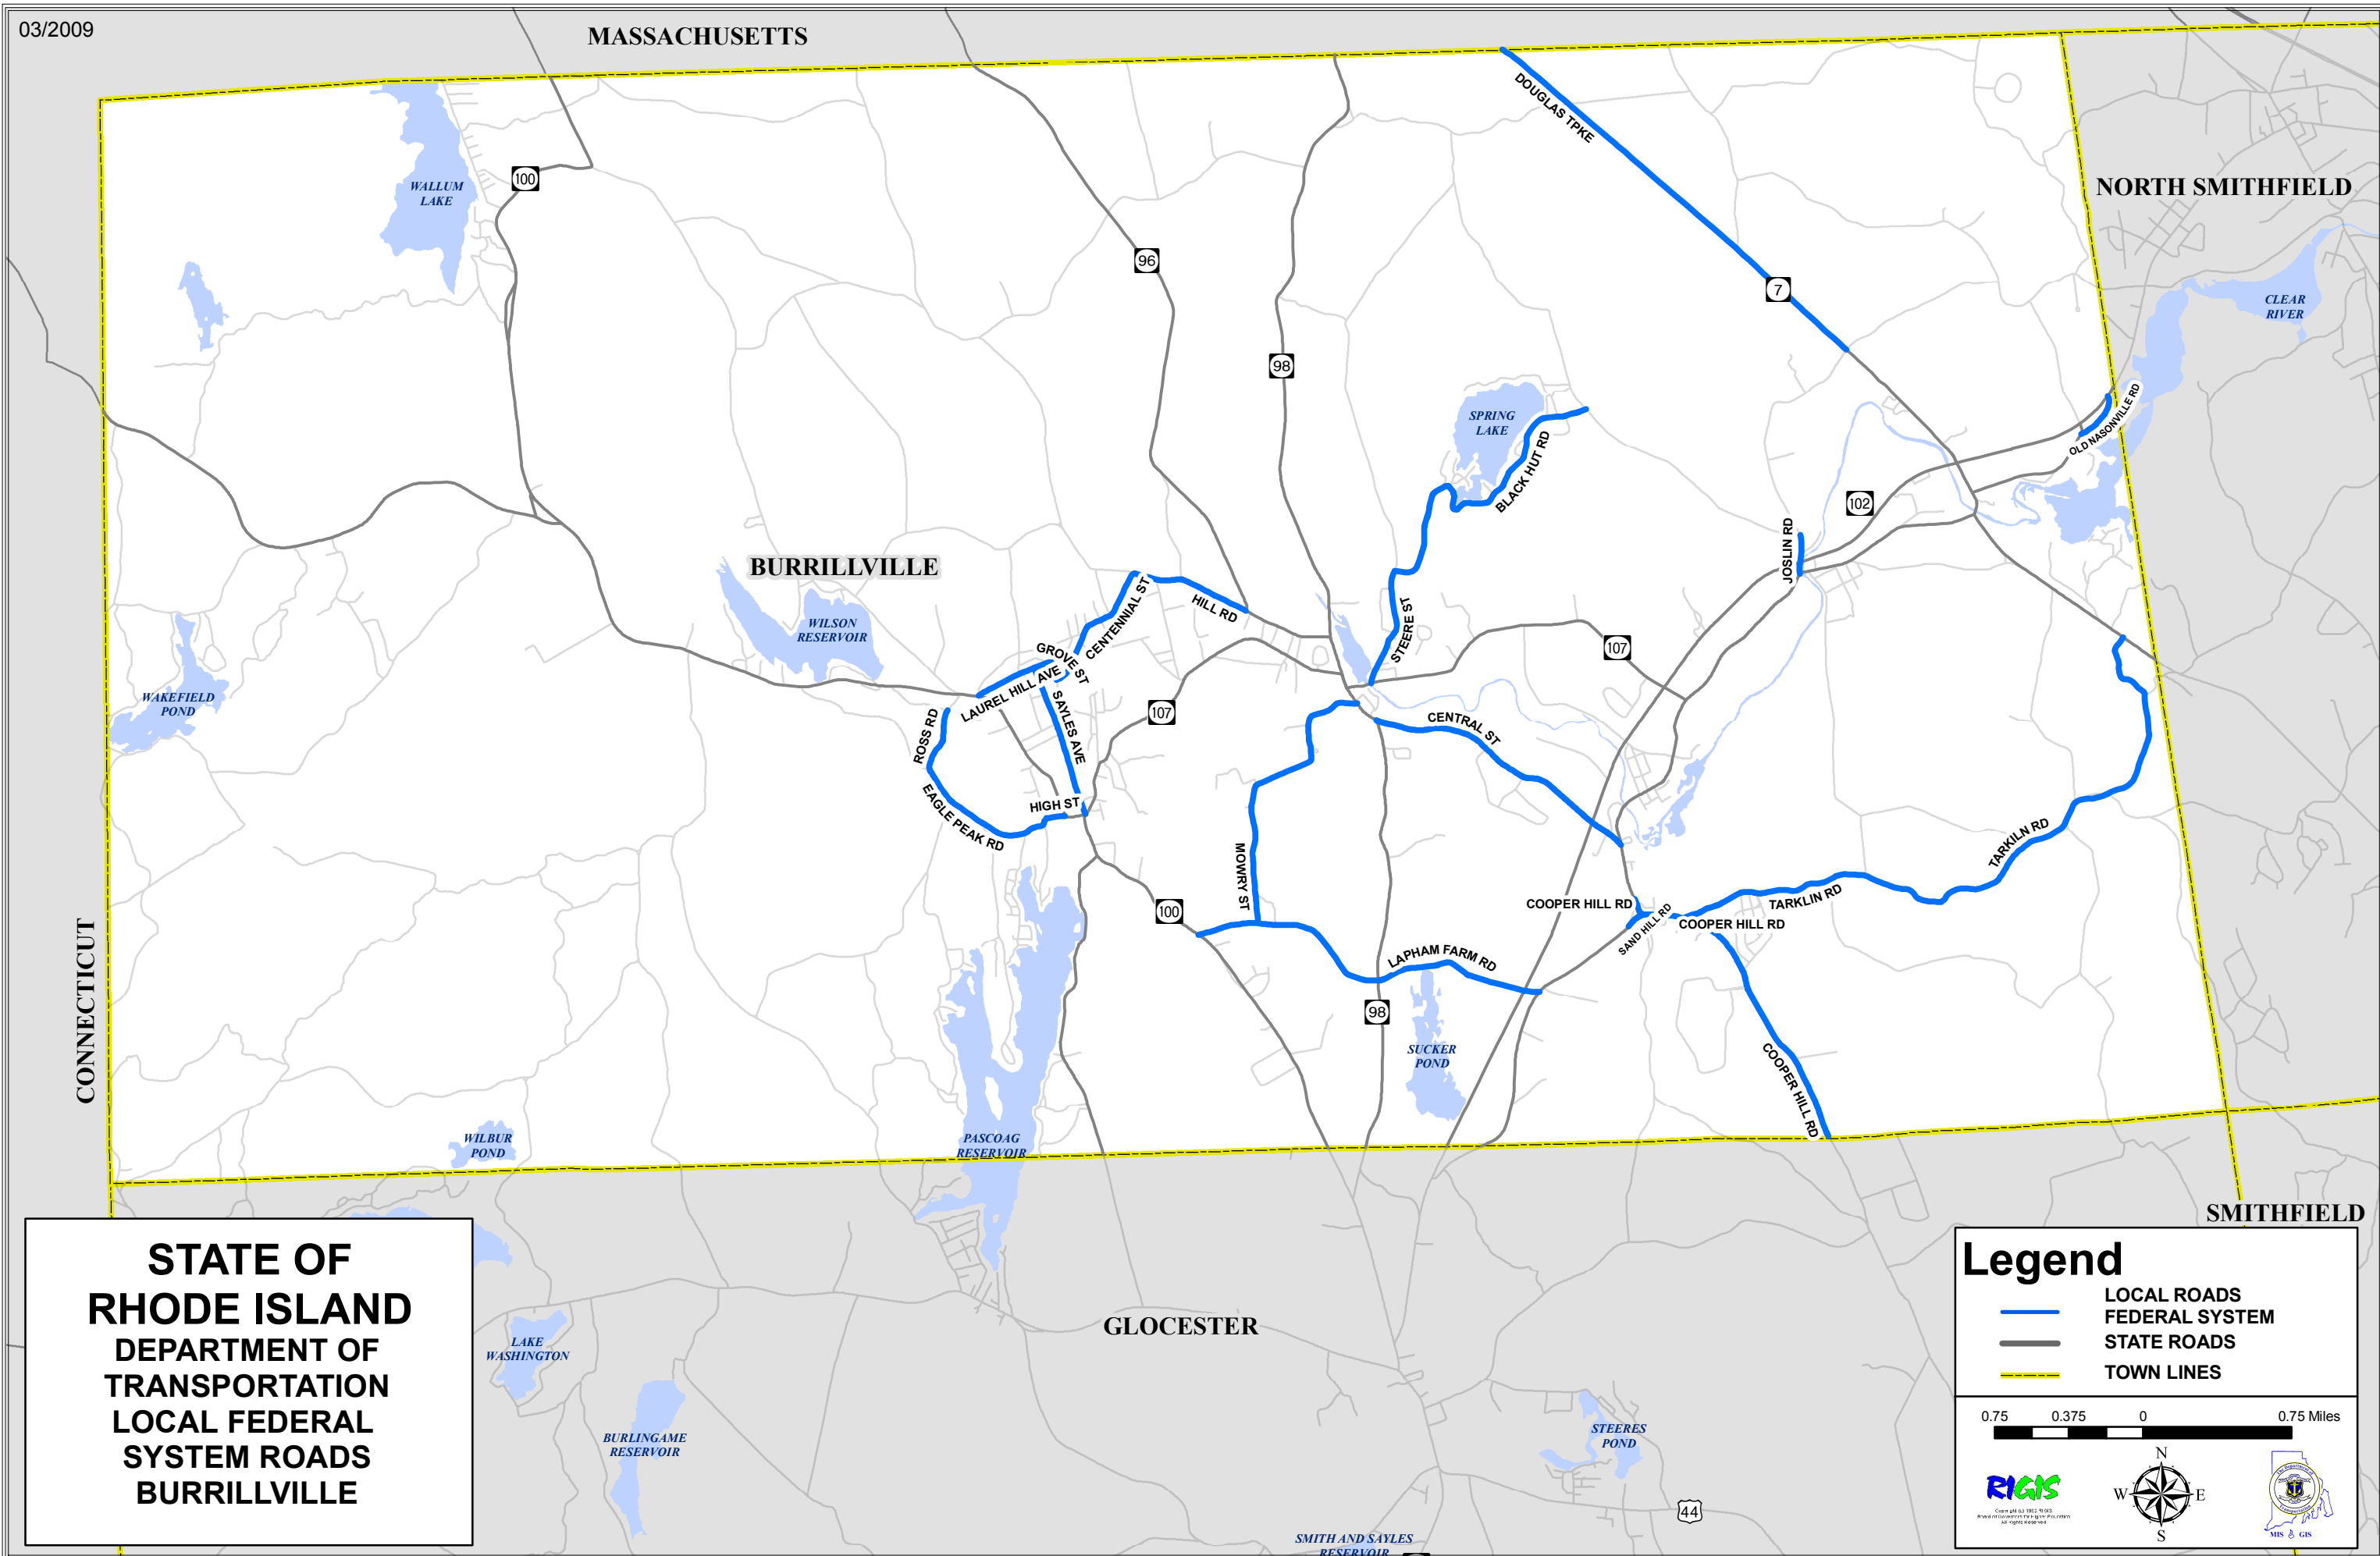 03/2009
MASSACHUSETTS
DOUGLAS TPKE
100
WALLUM
LAKE
NORTH SMITHFIELD
96
7
CLEAR
RIVER
98
SPRING
LAKE
BLACK HUT RD
OLD NASONVILLE RD
102
JOSLIN RD
BURRILLVILLE
WILSON
RESERVOIR
CENTENNIAL ST
HILL RD
STEERE ST
107
GROVE ST
LAUREL HILL AVE
SAYLES AVE
WAKEFIELD
POND
ROSS RD
107
CENTRAL ST
EAGLE PEAK RD
HIGH ST
MOWRY ST
TARKILN RD
100
COOPER HILL RD
TARKLIN RD
SAND HILL RD
COOPER HILL RD
LAPHAM FARM RD
98
CONNECTICUT
SUCKER
POND
COOPER HILL RD
WILBUR
POND
PASCOAG
RESERVOIR
SMITHFIELD
STATE OF
RHODE ISLAND
DEPARTMENT OF
TRANSPORTATION
LOCAL FEDERAL
SYSTEM ROADS
BURRILLVILLE
GLOCESTER
LAKE
WASHINGTON
BURLINGAME
RESERVOIR
STEERES
POND
44
SMITH AND SAYLES
RESERVOIR
Legend
LOCAL ROADS
FEDERAL SYSTEM
STATE ROADS
TOWN LINES
0.75 0.375 0 0.75 Miles
RIGIS
N
W E
S
MIS & GIS